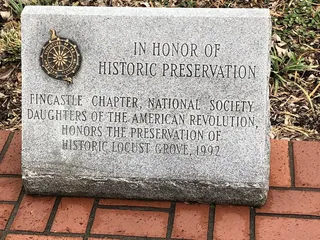 IN HONOR OF
HISTORIC PRESERVATION
FINCASTLE CHAPTER, NATIONAL SOCIETY
DAUGHTERS OF THE AMERICAN REVOLUTION,
HONORS THE PRESERVATION OF
HISTORIC LOCUST GROVE, 1992